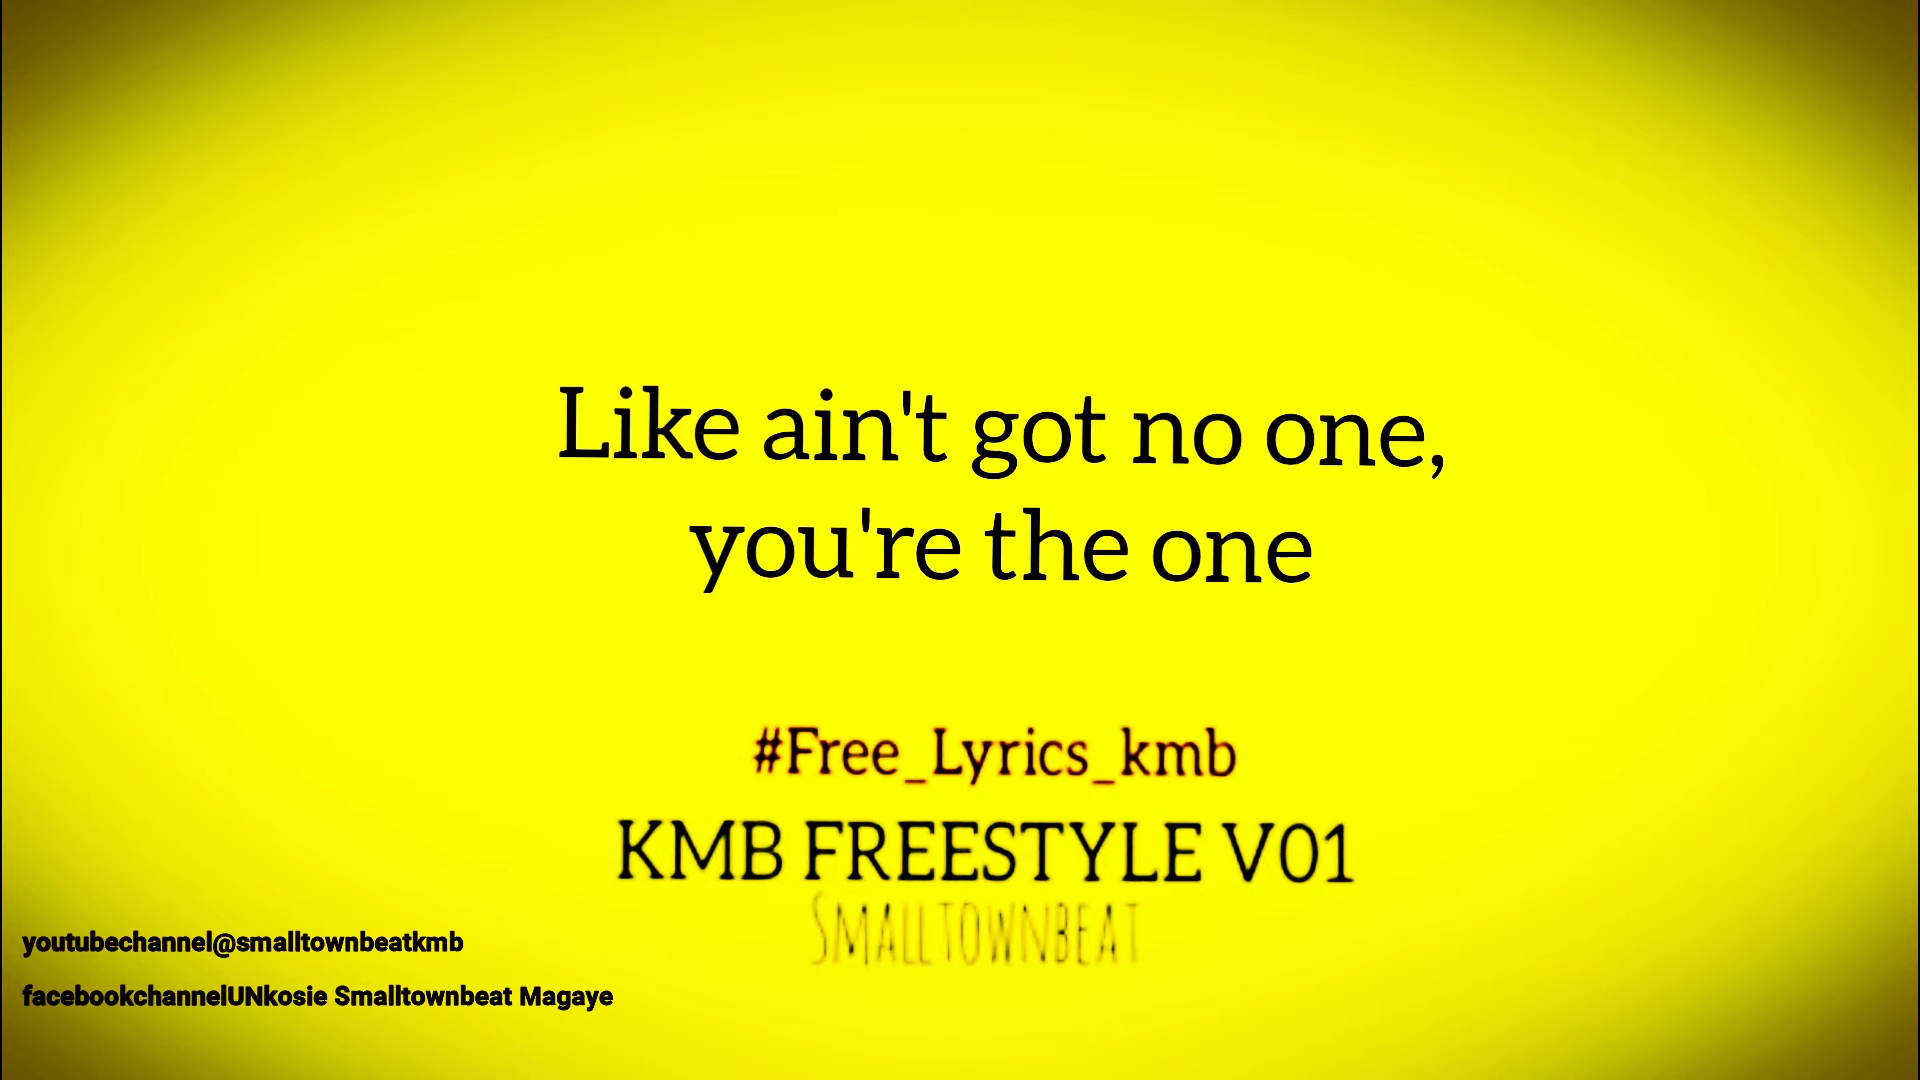 Like ain't got no one,
you're the one
#Free_Lyrics_kmb
KMB FREESTYLE V01
SMALLTOWNBEAT
youtubechannel@smalltownbeatkmb
facebookchannelUNkosie Smalltownbeat Magaye